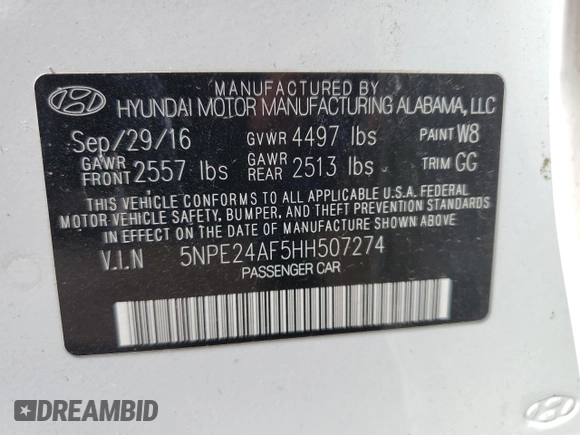 MANUFACTURED BY
HYUNDAI MOTOR MANUFACTURING ALABAMA, LLC
Sep/29/16 GVWR 4497 lbs PAINT W8
GAWR FRONT 2557 lbs GAWR REAR 2513 lbs TRIM GG
THIS VEHICLE CONFORMS TO ALL APPLICABLE U.S.A. FEDERAL
MOTOR VEHICLE SAFETY, BUMPER, AND THEFT PREVENTION STANDARDS
IN EFFECT ON THE DATE OF MANUFACTURE SHOWN ABOVE.
V.I.N 5NPE24AF5HH507274
PASSENGER CAR
DREAMBID